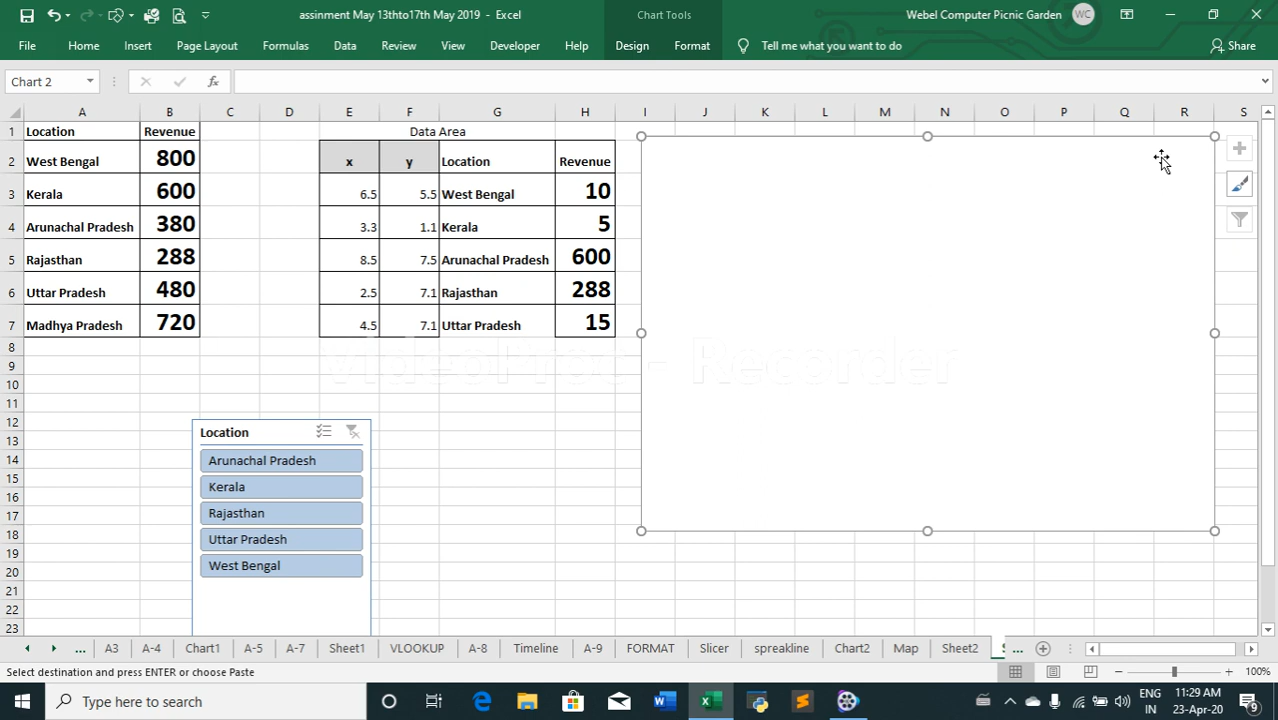 assinment May 13thto17th May 2019 - Excel
Chart Tools
Webel Computer Picnic Garden WC
File Home Insert Page Layout Formulas Data Review View Developer Help Design Format Tell me what you want to do Share
Chart 2 fx
A B C D E F G H I J K L M N O P Q R S
1 Location Revenue Data Area
2 West Bengal 800 x y Location Revenue
3 Kerala 600 6.5 5.5 West Bengal 10
4 Arunachal Pradesh 380 3.3 1.1 Kerala 5
5 Rajasthan 288 8.5 7.5 Arunachal Pradesh 600
6 Uttar Pradesh 480 2.5 7.1 Rajasthan 288
7 Madhya Pradesh 720 4.5 7.1 Uttar Pradesh 15
8
VideoProc - Recorder
9
10
11
12
Location
13
14 Arunachal Pradesh
15 Kerala
16
17 Rajasthan
18 Uttar Pradesh
19
20 West Bengal
21
22
23
... A3 A-4 Chart1 A-5 A-7 Sheet1 VLOOKUP A-8 Timeline A-9 FORMAT Slicer spreakline Chart2 Map Sheet2 S ...
Select destination and press ENTER or choose Paste 100%
Type here to search
ENG 11:29 AM
IN 23-Apr-20 9